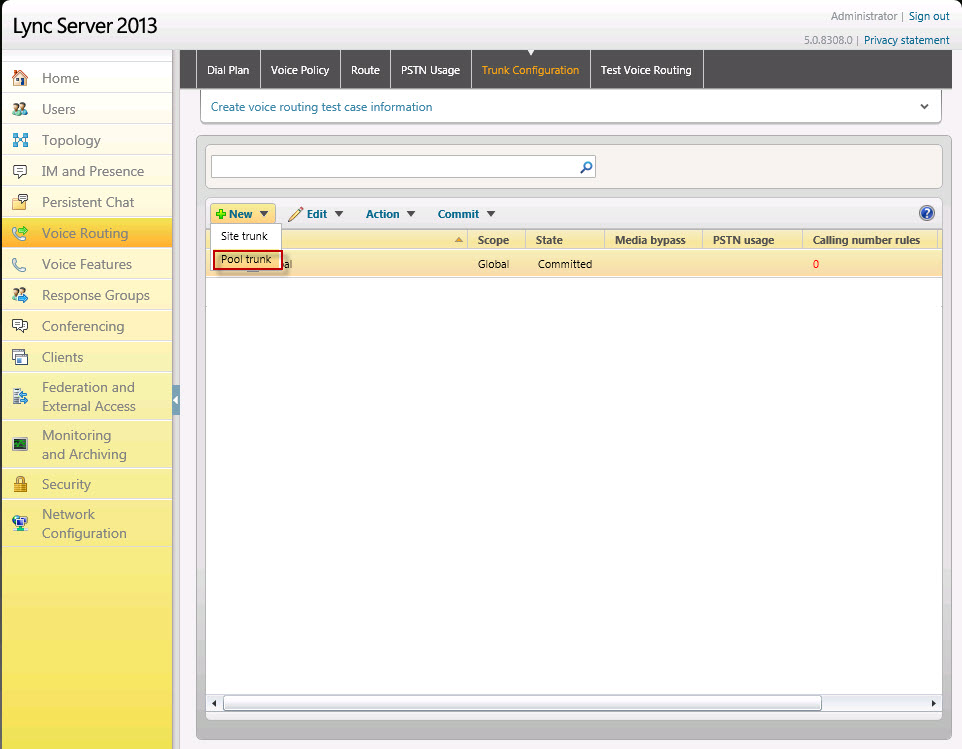 Lync Server 2013
Administrator | Sign out
5.0.8308.0 | Privacy statement
Home
Users
Topology
IM and Presence
Persistent Chat
Voice Routing
Voice Features
Response Groups
Conferencing
Clients
Federation and
External Access
Monitoring
and Archiving
Security
Network
Configuration
Dial Plan Voice Policy Route PSTN Usage Trunk Configuration Test Voice Routing
Create voice routing test case information
New Edit Action Commit
Site trunk
Pool trunk
Scope State Media bypass PSTN usage Calling number rules
al Global Committed 0